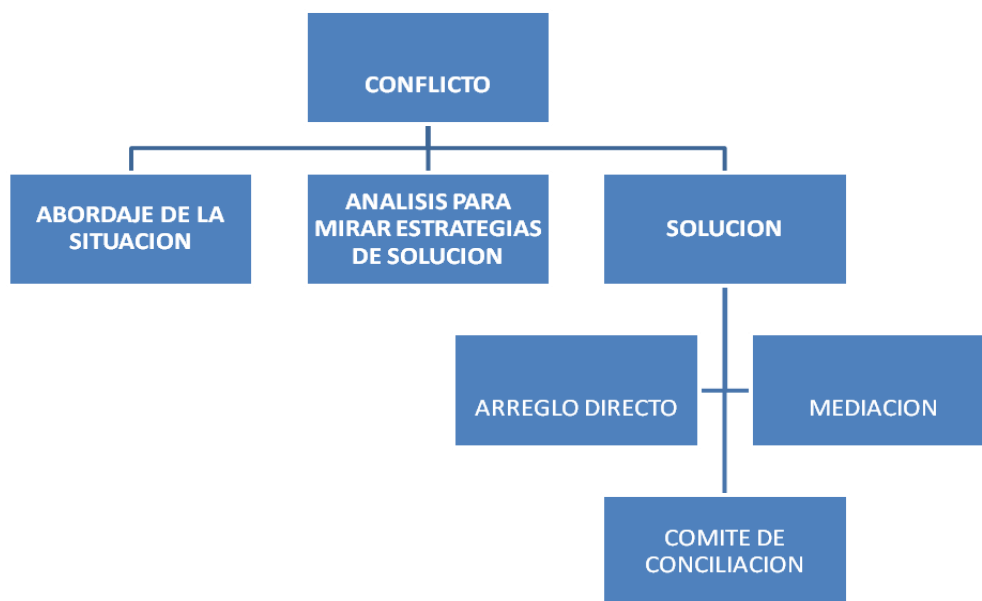 CONFLICTO
ABORDAJE DE LA
SITUACION
ANALISIS PARA
MIRAR ESTRATEGIAS
DE SOLUCION
SOLUCION
ARREGLO DIRECTO
MEDIACION
COMITE DE
CONCILIACION